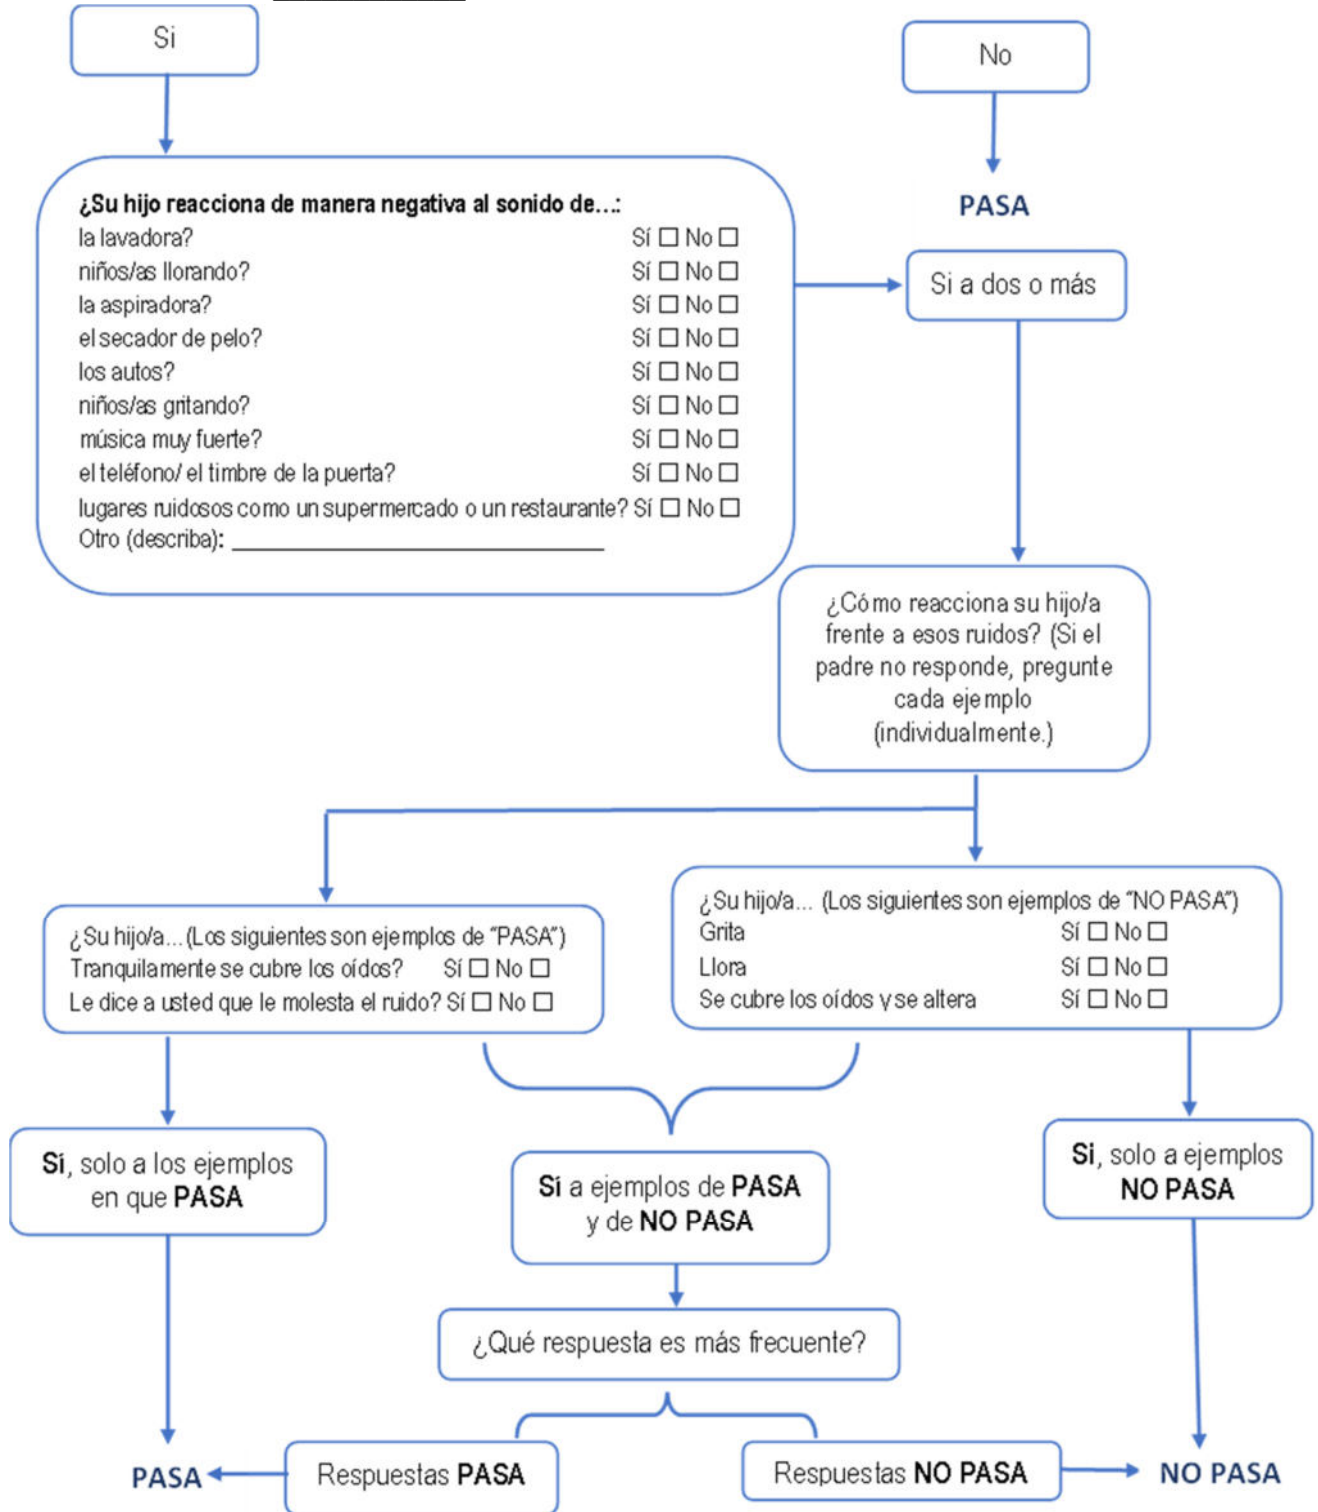 Si
No
PASA
¿Su hijo reacciona de manera negativa al sonido de...:
la lavadora? Sí ☐ No ☐
niños/as llorando? Sí ☐ No ☐
la aspiradora? Sí ☐ No ☐
el secador de pelo? Sí ☐ No ☐
los autos? Sí ☐ No ☐
niños/as gritando? Sí ☐ No ☐
música muy fuerte? Sí ☐ No ☐
el teléfono/ el timbre de la puerta? Sí ☐ No ☐
lugares ruidosos como un supermercado o un restaurante? Sí ☐ No ☐
Otro (describa): ______________________________
Si a dos o más
¿Cómo reacciona su hijo/a
frente a esos ruidos? (Si el
padre no responde, pregunte
cada ejemplo
(individualmente.)
¿Su hijo/a... (Los siguientes son ejemplos de "PASA")
Tranquilamente se cubre los oídos? Sí ☐ No ☐
Le dice a usted que le molesta el ruido? Sí ☐ No ☐
¿Su hijo/a... (Los siguientes son ejemplos de "NO PASA")
Grita Sí ☐ No ☐
Llora Sí ☐ No ☐
Se cubre los oídos y se altera Sí ☐ No ☐
Sí, solo a los ejemplos
en que PASA
Sí a ejemplos de PASA
y de NO PASA
Si, solo a ejemplos
NO PASA
¿Qué respuesta es más frecuente?
PASA
Respuestas PASA
Respuestas NO PASA
NO PASA